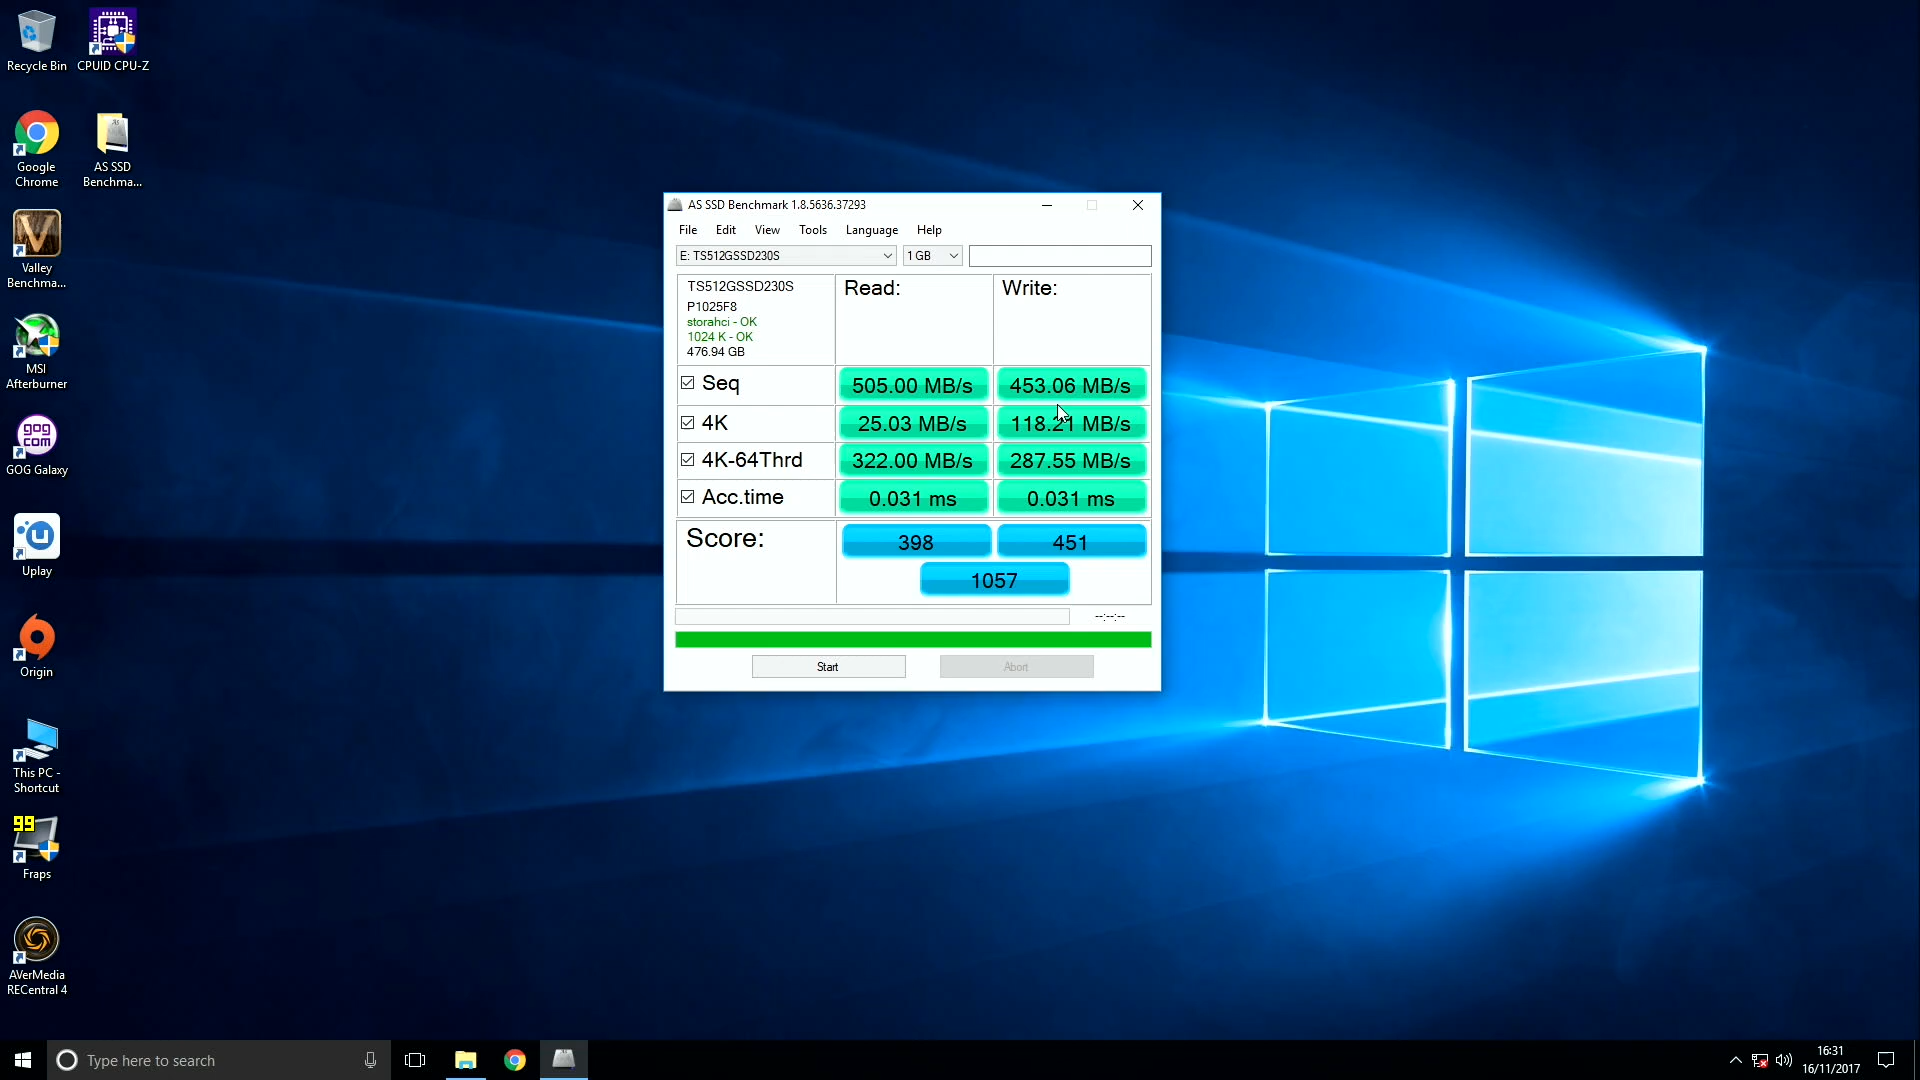 Recycle Bin
CPUID CPU-Z
Google
Chrome
AS SSD
Benchma...
Valley
Benchma...
MSI
Afterburner
gog
com
GOG Galaxy
Uplay
Origin
This PC -
Shortcut
99
Fraps
AVerMedia
RECentral 4
AS SSD Benchmark 1.8.5636.37293
File Edit View Tools Language Help
E: TS512GSSD230S 1 GB
TS512GSSD230S
P1025F8
storahci - OK
1024 K - OK
476.94 GB
Read: Write:
Seq 505.00 MB/s 453.06 MB/s
4K 25.03 MB/s 118.21 MB/s
4K-64Thrd 322.00 MB/s 287.55 MB/s
Acc.time 0.031 ms 0.031 ms
Score: 398 451
1057
--:--:--
Start Abort
Type here to search
16:31
16/11/2017